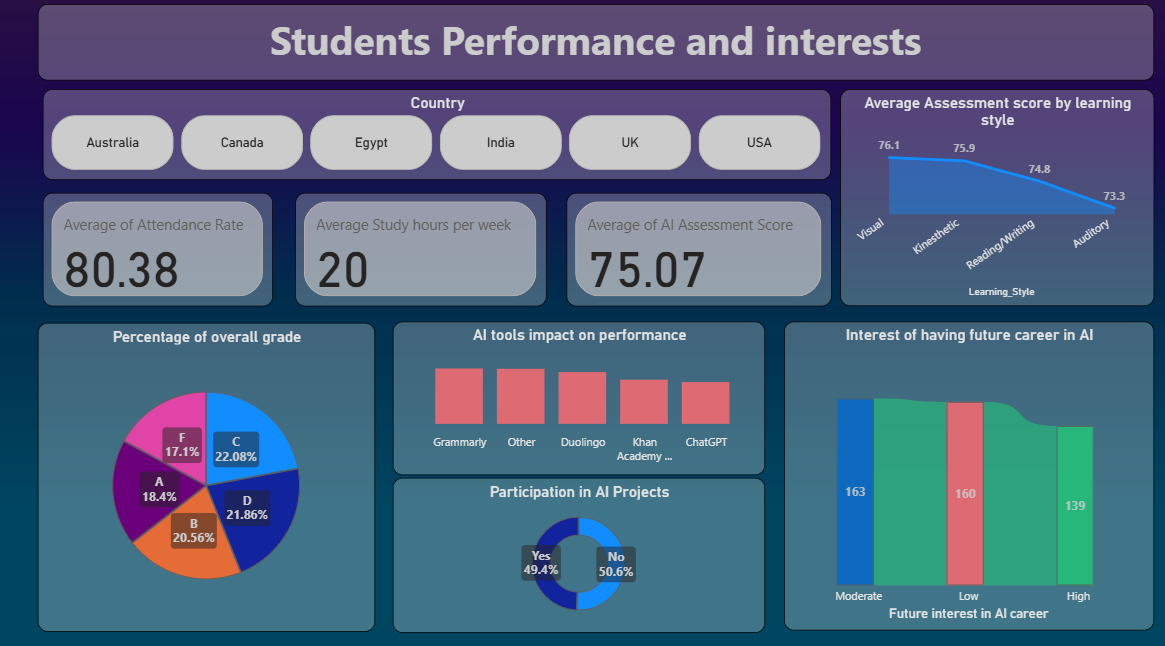 Students Performance and interests
Country
Australia
Canada
Egypt
India
UK
USA
Average Assessment score by learning
style
76.1
75.9
74.8
73.3
Visual
Kinesthetic
Reading/Writing
Auditory
Learning_Style
Average of Attendance Rate
80.38
Average Study hours per week
20
Average of AI Assessment Score
75.07
Percentage of overall grade
F
17.1%
C
22.08%
A
18.4%
D
21.86%
B
20.56%
AI tools impact on performance
Grammarly
Other
Duolingo
Khan
Academy ...
ChatGPT
Participation in AI Projects
Yes
49.4%
No
50.6%
Interest of having future career in AI
163
160
139
Moderate
Low
High
Future interest in AI career